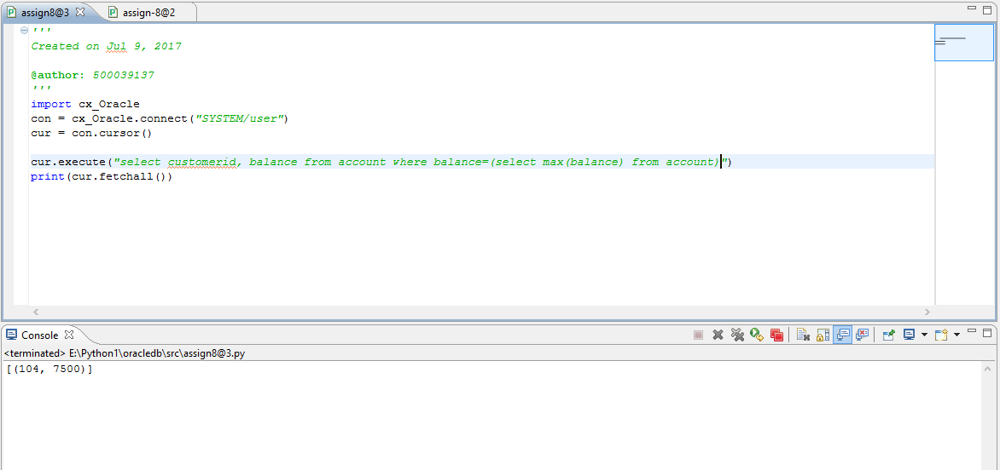 assign8@3 assign-8@2
'''
Created on Jul 9, 2017
@author: 500039137
'''
import cx_Oracle
con = cx_Oracle.connect("SYSTEM/user")
cur = con.cursor()
cur.execute("select customerid, balance from account where balance=(select max(balance) from account)")
print(cur.fetchall())
Console
<terminated> E:\Python1\oracledb\src\assign8@3.py
[(104, 7500)]